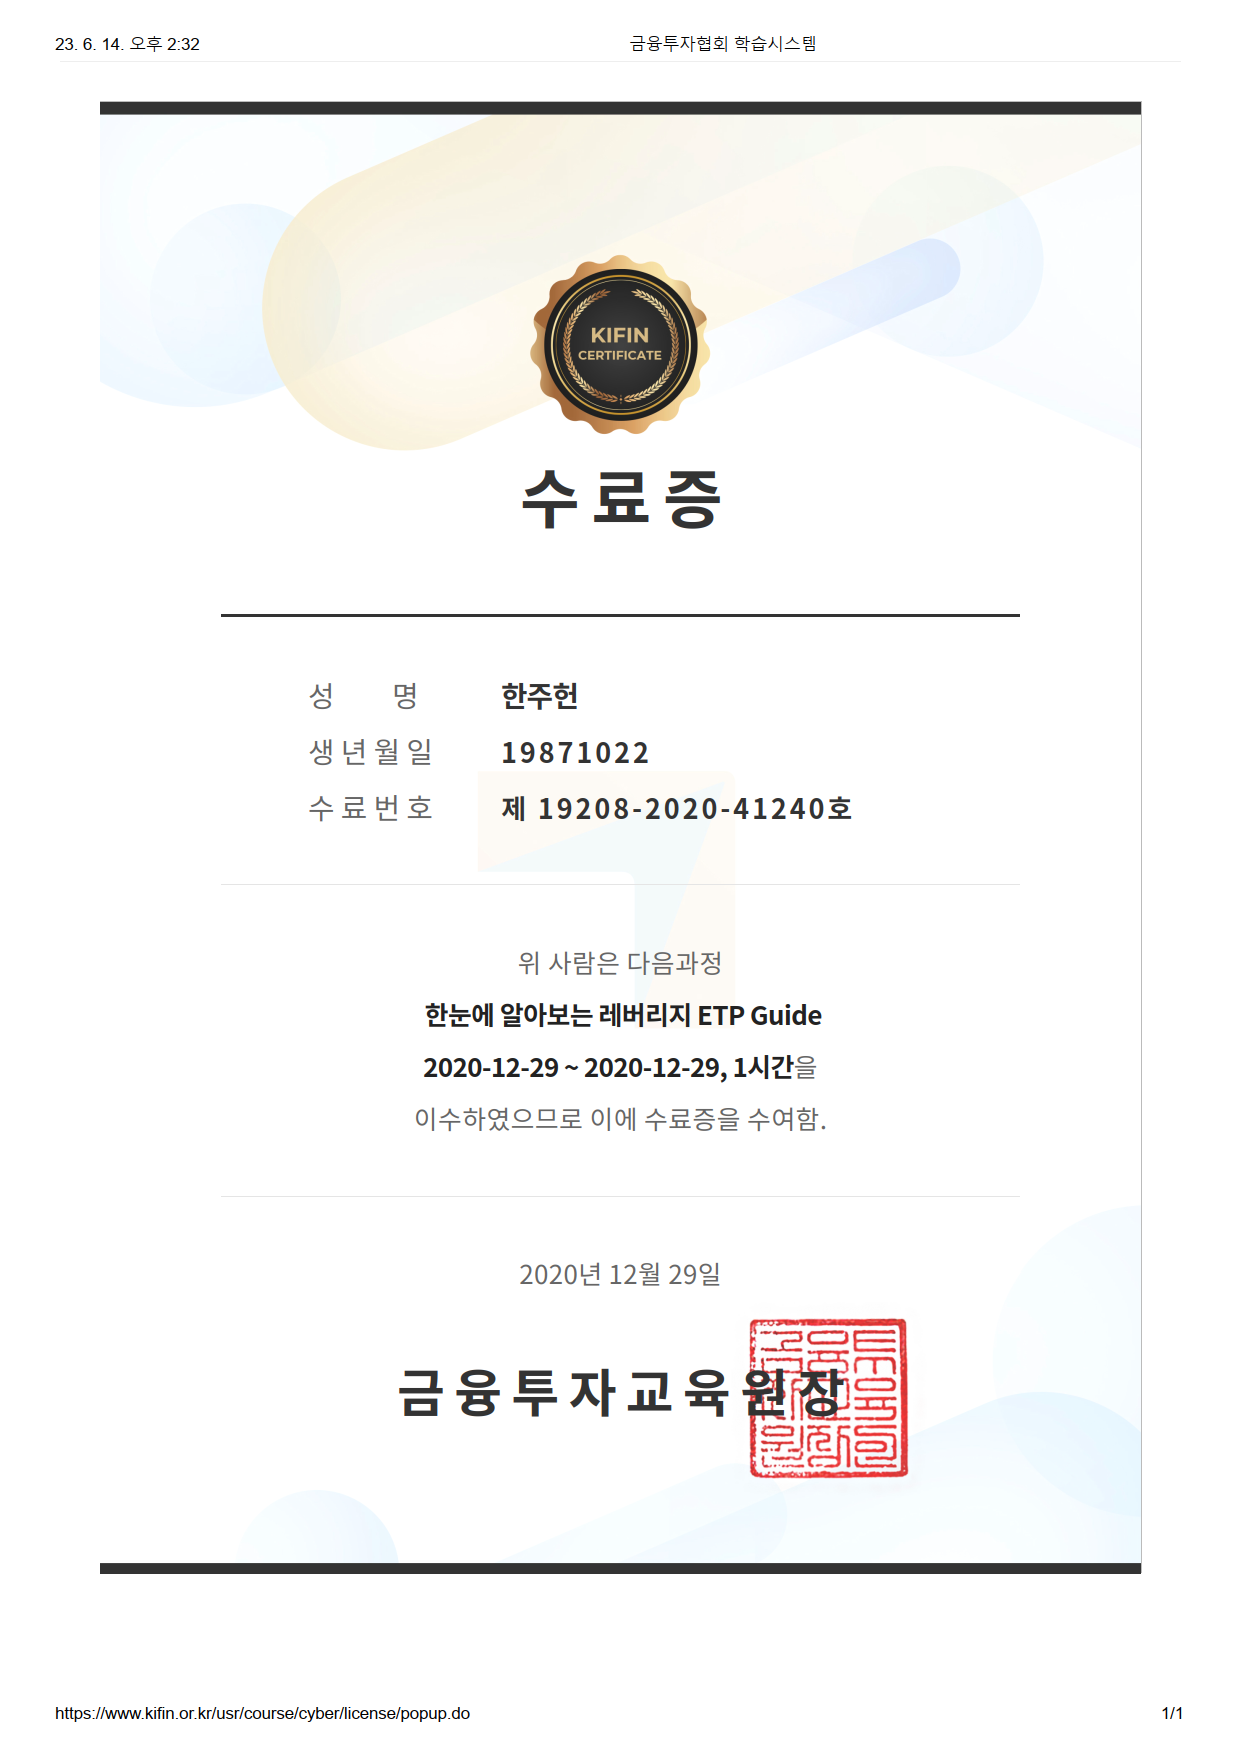 23. 6. 14. 오후 2:32
금융투자협회 학습시스템
KIFIN
CERTIFICATE
수료증
성 명 한주헌
생년월일 19871022
수료번호 제 19208-2020-41240호
위 사람은 다음과정
한눈에 알아보는 레버리지 ETP Guide
2020-12-29 ~ 2020-12-29, 1시간을
이수하였으므로 이에 수료증을 수여함.
2020년 12월 29일
금융투자교육원장
https://www.kifin.or.kr/usr/course/cyber/license/popup.do
1/1